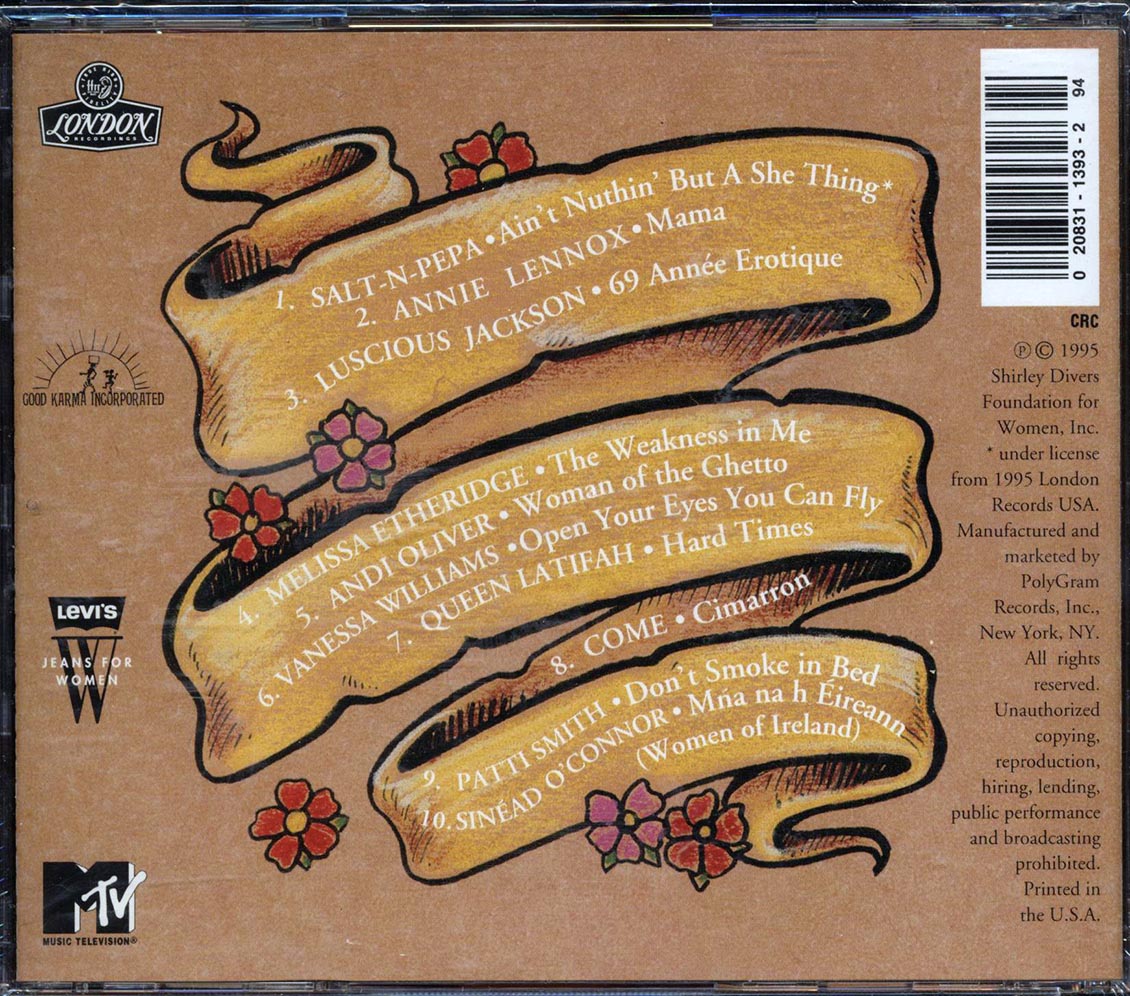 TRUE HIGH
ffrr
FIDELITY
LONDON
RECORDINGS
1. SALT-N-PEPA • Ain't Nuthin' But A She Thing*
2. ANNIE LENNOX • Mama
3. LUSCIOUS JACKSON • 69 Année Erotique
GOOD KARMA INCORPORATED
4. MELISSA ETHERIDGE • The Weakness in Me
5. ANDI OLIVER • Woman of the Ghetto
6. VANESSA WILLIAMS • Open Your Eyes You Can Fly
7. QUEEN LATIFAH • Hard Times
8. COME • Cimarron
9. PATTI SMITH • Don't Smoke in Bed
10. SINÉAD O'CONNOR • Mńa na h Eireann
(Women of Ireland)
LEVI'S
W
JEANS FOR
WOMEN
MTV
MUSIC TELEVISION®
0 20831 - 1393 - 2 94
CRC
℗© 1995
Shirley Divers
Foundation for
Women, Inc.
* under license
from 1995 London
Records USA.
Manufactured and
marketed by
PolyGram
Records, Inc.,
New York, NY.
All rights
reserved.
Unauthorized
copying,
reproduction,
hiring, lending,
public performance
and broadcasting
prohibited.
Printed in
the U.S.A.